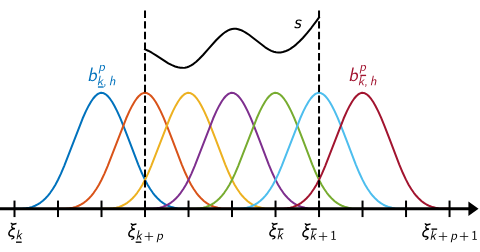 s
b^p_{k̲, h} b^p_{k̅, h}
ξ_{k̲} ξ_{k̲+p} ξ_{k̅} ξ_{k̅+1} ξ_{k̅+p+1}